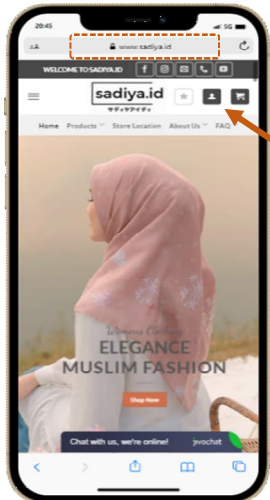 20:45 5G
AA www.sadiya.id
WELCOME TO SADIYA.ID
sadiya.id
サディヤアイディ
Home Products Store Location About Us FAQ
Womens Clothing
ELEGANCE
MUSLIM FASHION
Shop Now
Chat with us, we're online! jivochat